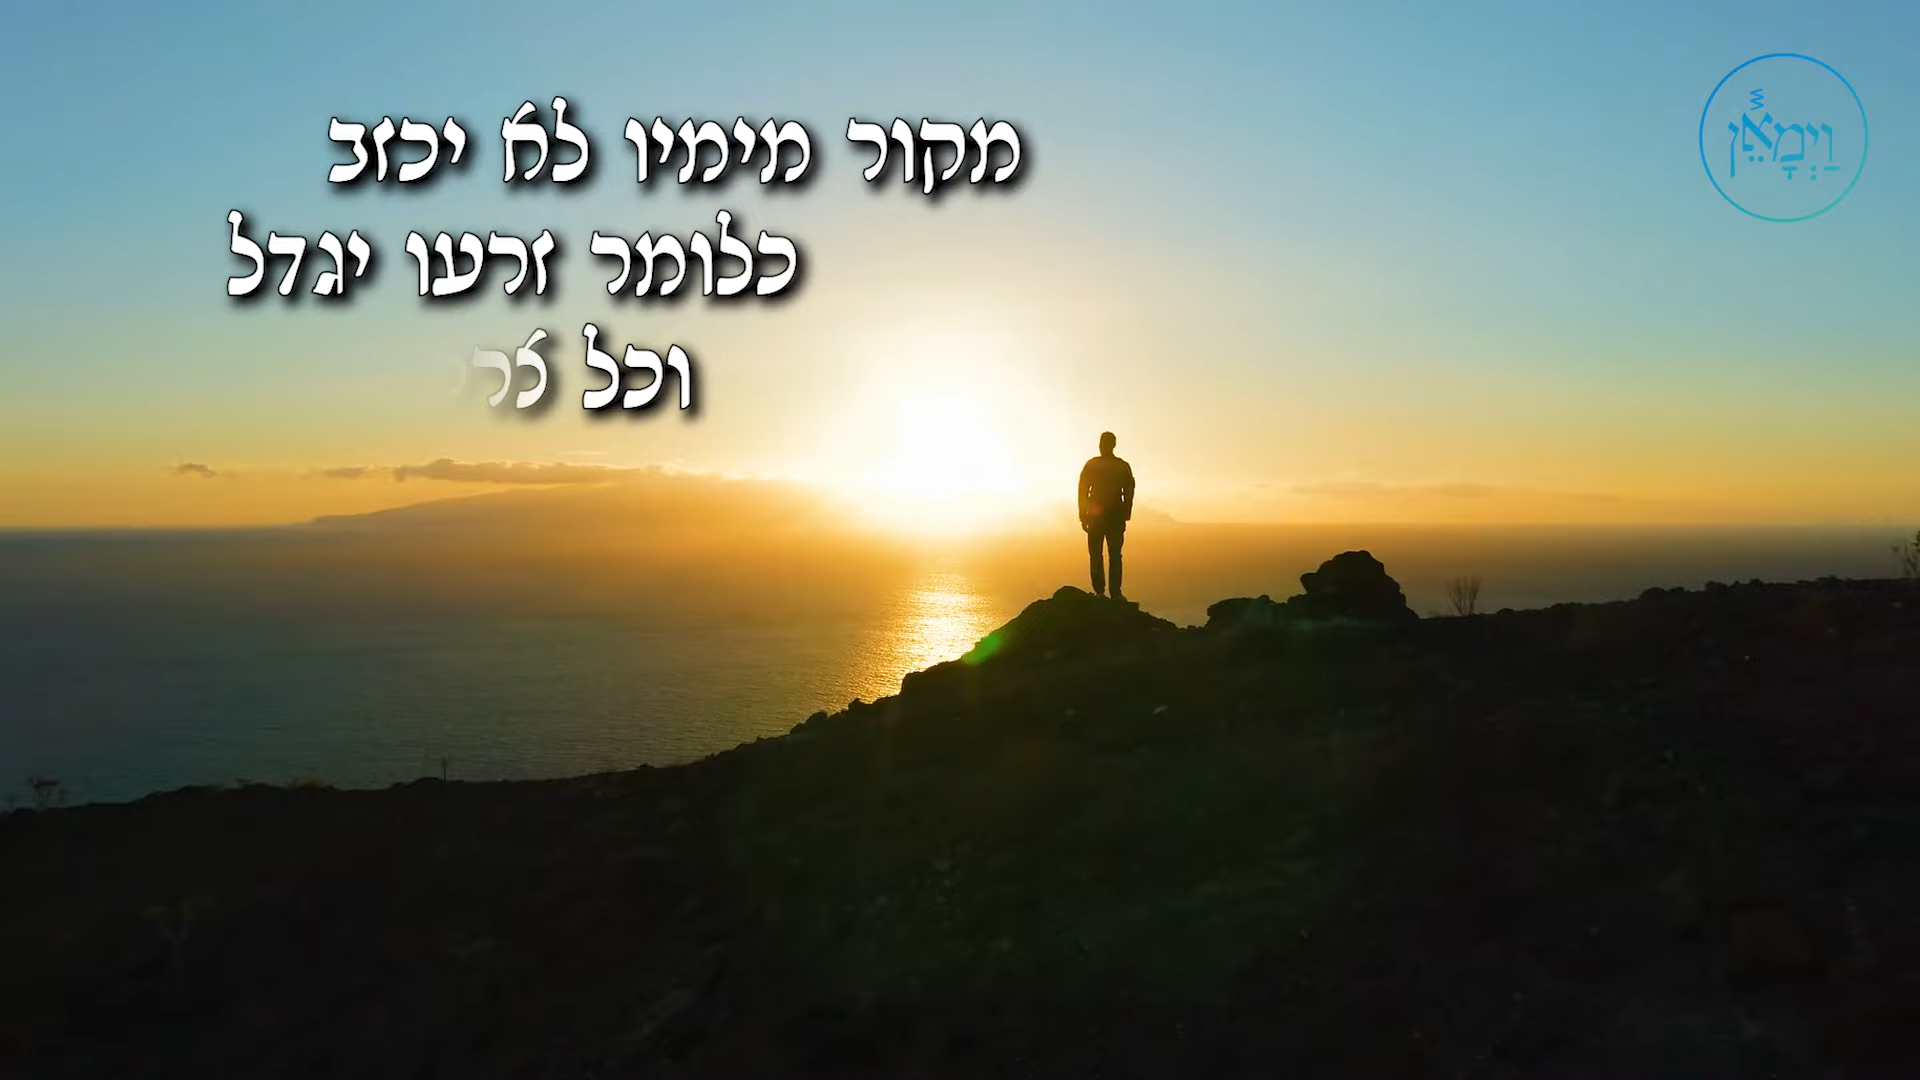 מקור מימיו לא יכזב
כלומר זרעו יגדל
וכל
וַיְמָאֵן